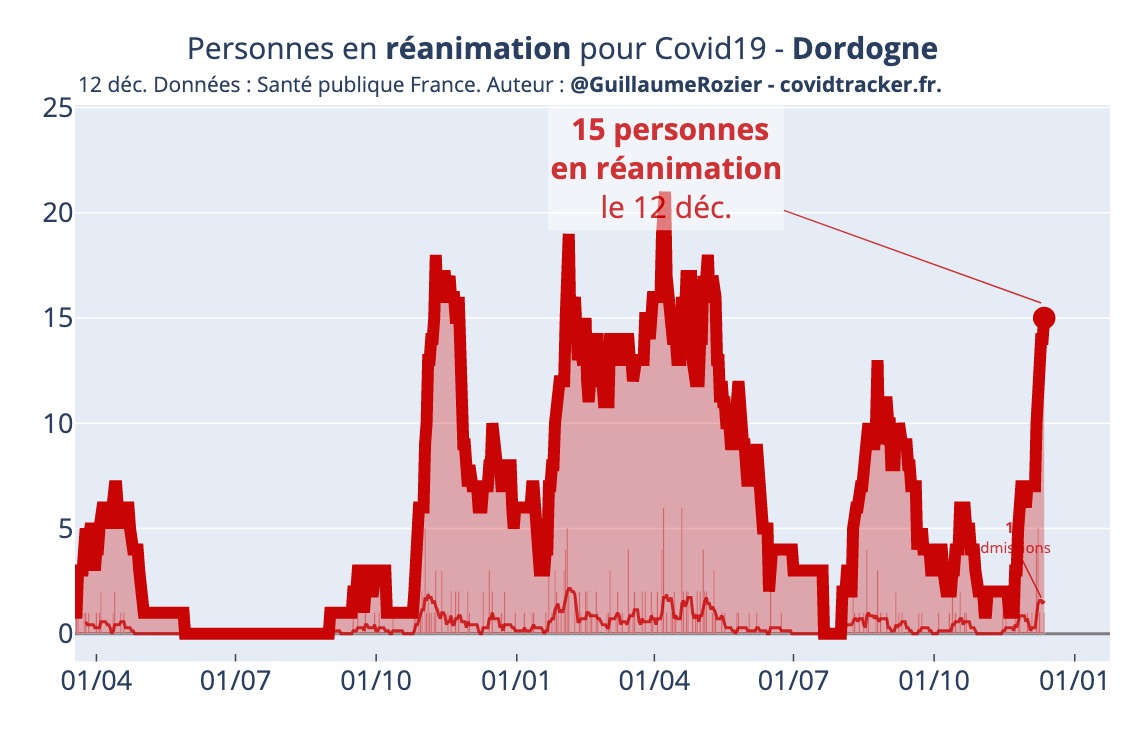 Personnes en réanimation pour Covid19 - Dordogne
12 déc. Données : Santé publique France. Auteur : @GuillaumeRozier - covidtracker.fr.
25
15 personnes
en réanimation
le 12 déc.
20
15
10
5
1
dmissions
0
01/04 01/07 01/10 01/01 01/04 01/07 01/10 01/01